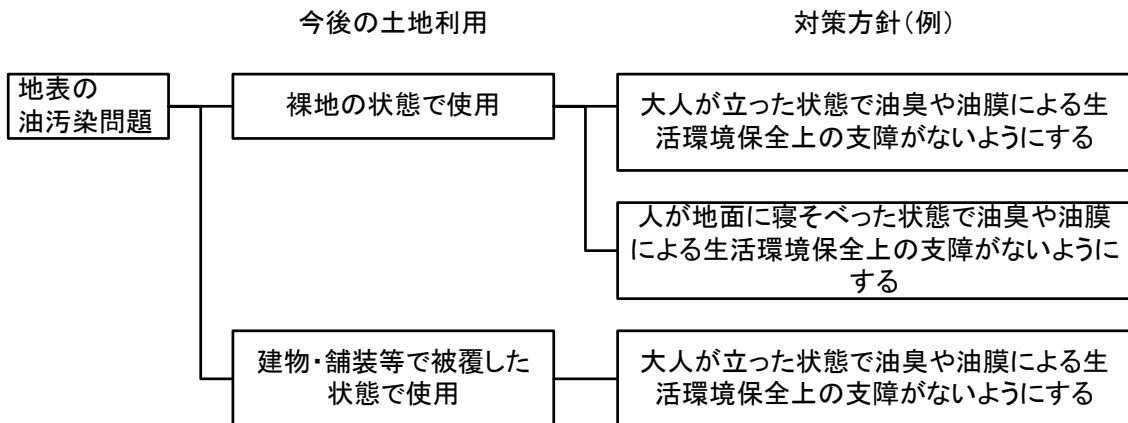 今後の土地利用
対策方針(例)
地表の
油汚染問題
裸地の状態で使用
大人が立った状態で油臭や油膜による生
活環境保全上の支障がないようにする
人が地面に寝そべった状態で油臭や油膜
による生活環境保全上の支障がないように
する
建物・舗装等で被覆した
状態で使用
大人が立った状態で油臭や油膜による生
活環境保全上の支障がないようにする